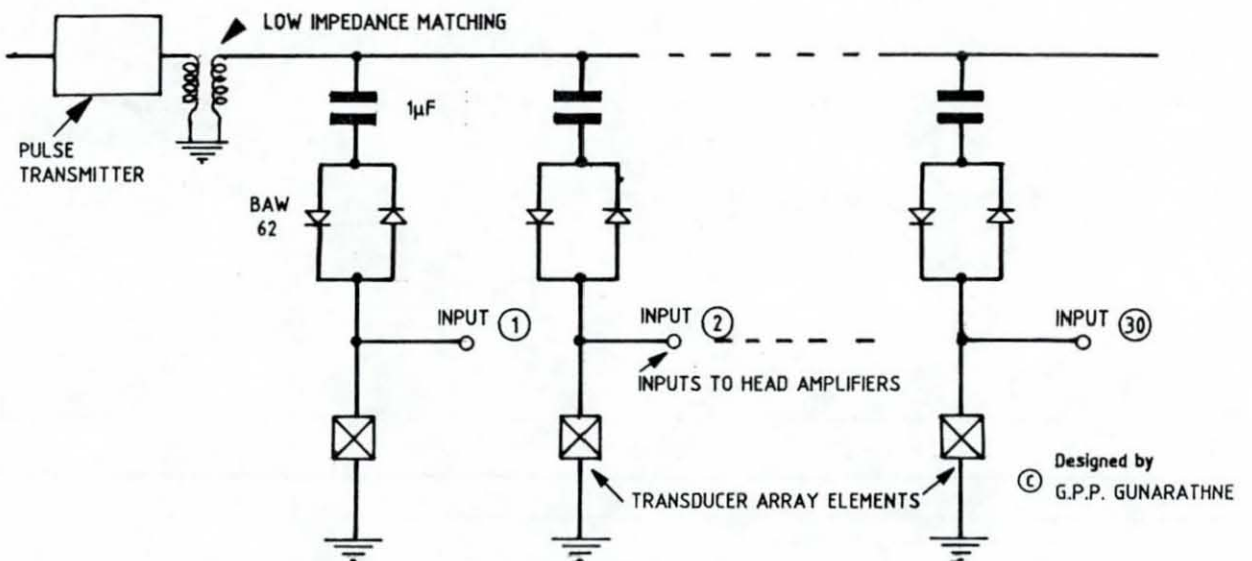 LOW IMPEDANCE MATCHING
PULSE
TRANSMITTER
1μF
BAW
62
INPUT 1
INPUT 2
INPUT 30
INPUTS TO HEAD AMPLIFIERS
TRANSDUCER ARRAY ELEMENTS
© Designed by
G.P.P. GUNARATHNE